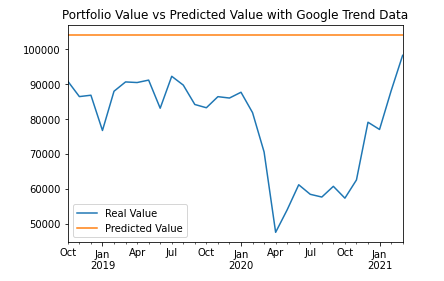 Portfolio Value vs Predicted Value with Google Trend Data
100000
90000
80000
70000
60000
50000
Real Value
Predicted Value
Oct Jan Apr Jul Oct Jan Apr Jul Oct Jan
2019 2020 2021